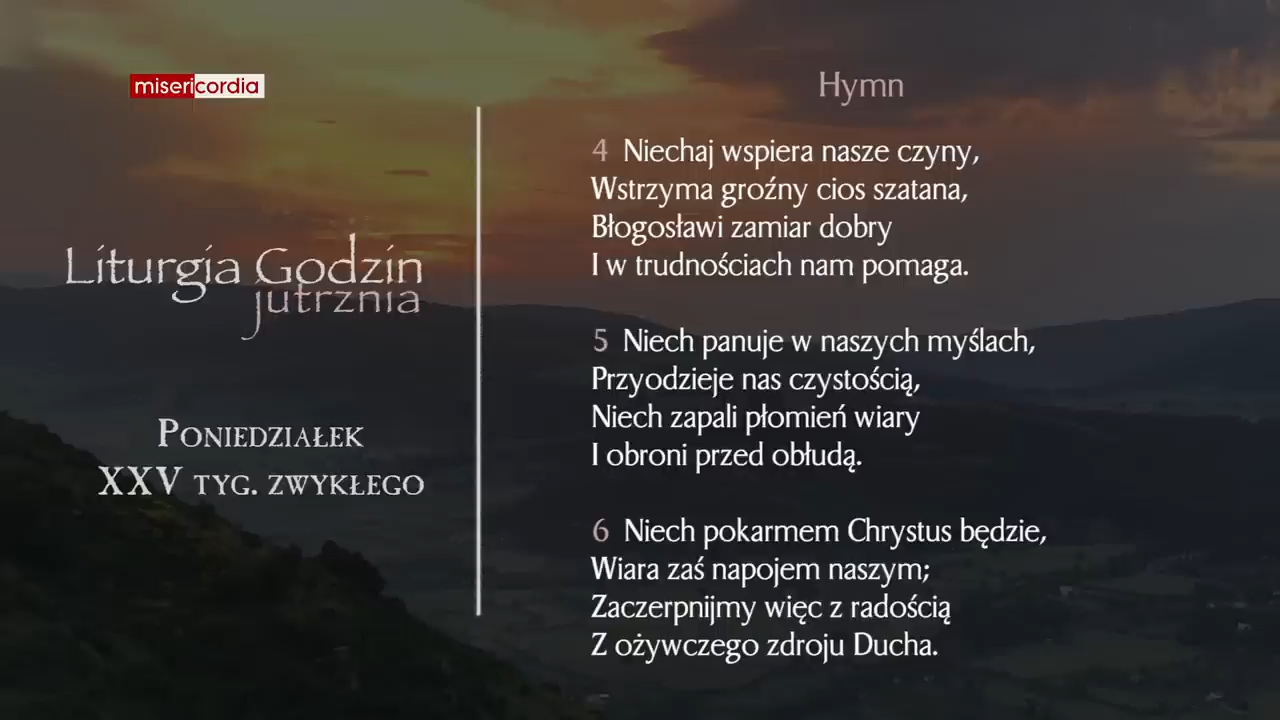 misericordia
Liturgia Godzin
jutrznia
Poniedziałek
XXV tyg. zwykłego
Hymn
4 Niechaj wspiera nasze czyny,
Wstrzyma groźny cios szatana,
Błogosławi zamiar dobry
I w trudnościach nam pomaga.
5 Niech panuje w naszych myślach,
Przyodzieje nas czystością,
Niech zapali płomień wiary
I obroni przed obłudą.
6 Niech pokarmem Chrystus będzie,
Wiara zaś napojem naszym;
Zaczerpnijmy więc z radością
Z ożywczego zdroju Ducha.